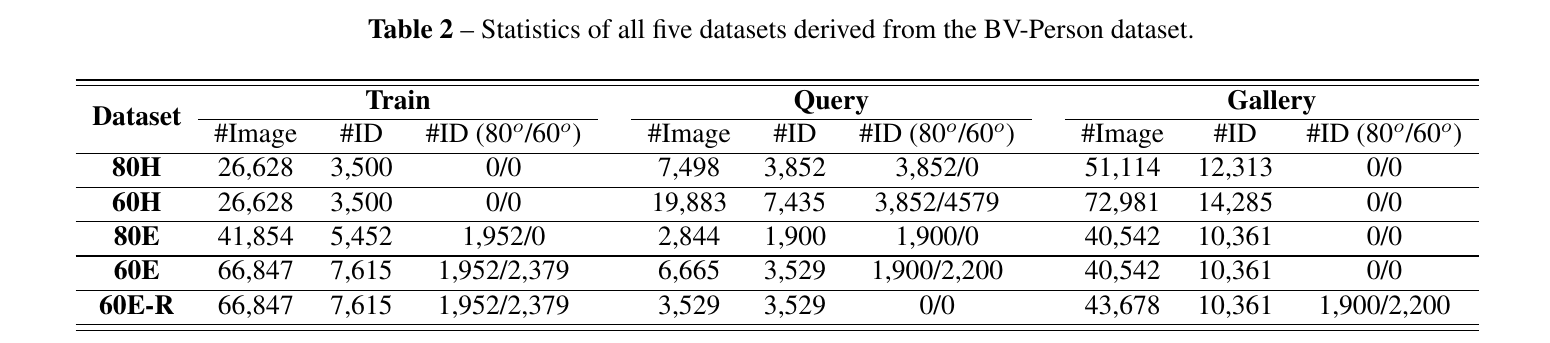 Table 2 – Statistics of all five datasets derived from the BV-Person dataset.
Dataset Train Query Gallery
#Image #ID #ID (80°/60°) #Image #ID #ID (80°/60°) #Image #ID #ID (80°/60°)
80H 26,628 3,500 0/0 7,498 3,852 3,852/0 51,114 12,313 0/0
60H 26,628 3,500 0/0 19,883 7,435 3,852/4579 72,981 14,285 0/0
80E 41,854 5,452 1,952/0 2,844 1,900 1,900/0 40,542 10,361 0/0
60E 66,847 7,615 1,952/2,379 6,665 3,529 1,900/2,200 40,542 10,361 0/0
60E-R 66,847 7,615 1,952/2,379 3,529 3,529 0/0 43,678 10,361 1,900/2,200